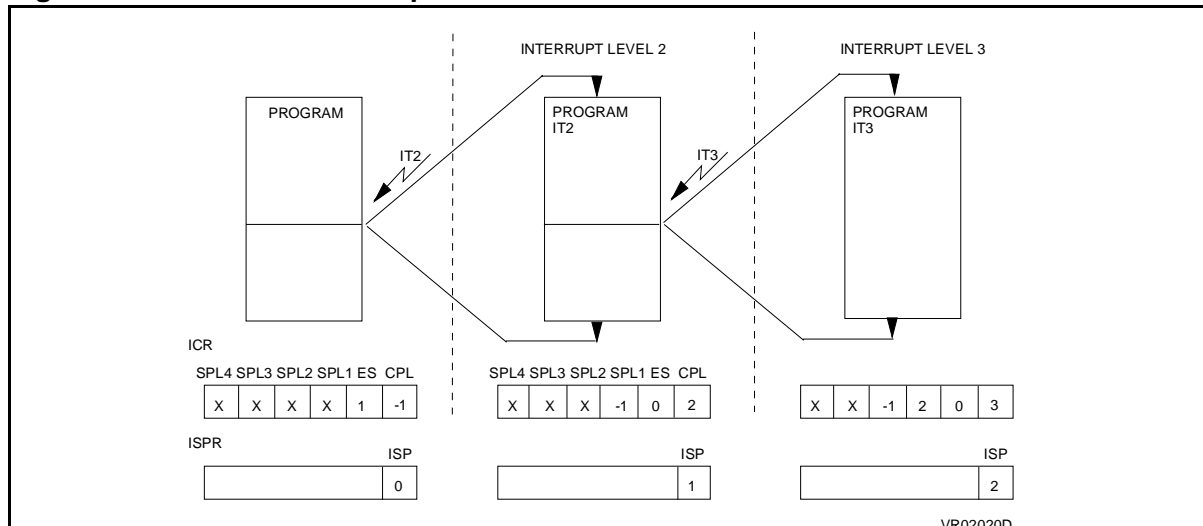 INTERRUPT LEVEL 2
INTERRUPT LEVEL 3
PROGRAM
PROGRAM
IT2
PROGRAM
IT3
IT2
IT3
ICR
SPL4 SPL3 SPL2 SPL1 ES CPL
X X X X 1 -1
SPL4 SPL3 SPL2 SPL1 ES CPL
X X X -1 0 2
X X -1 2 0 3
ISPR
ISP
0
ISP
1
ISP
2
VR02020D